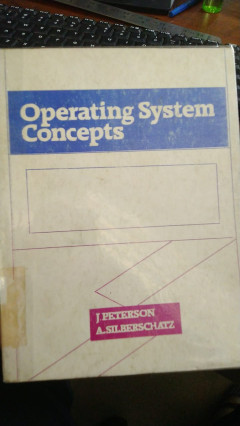 Operating System
Concepts
J. PETERSON
A. SILBERSCHATZ